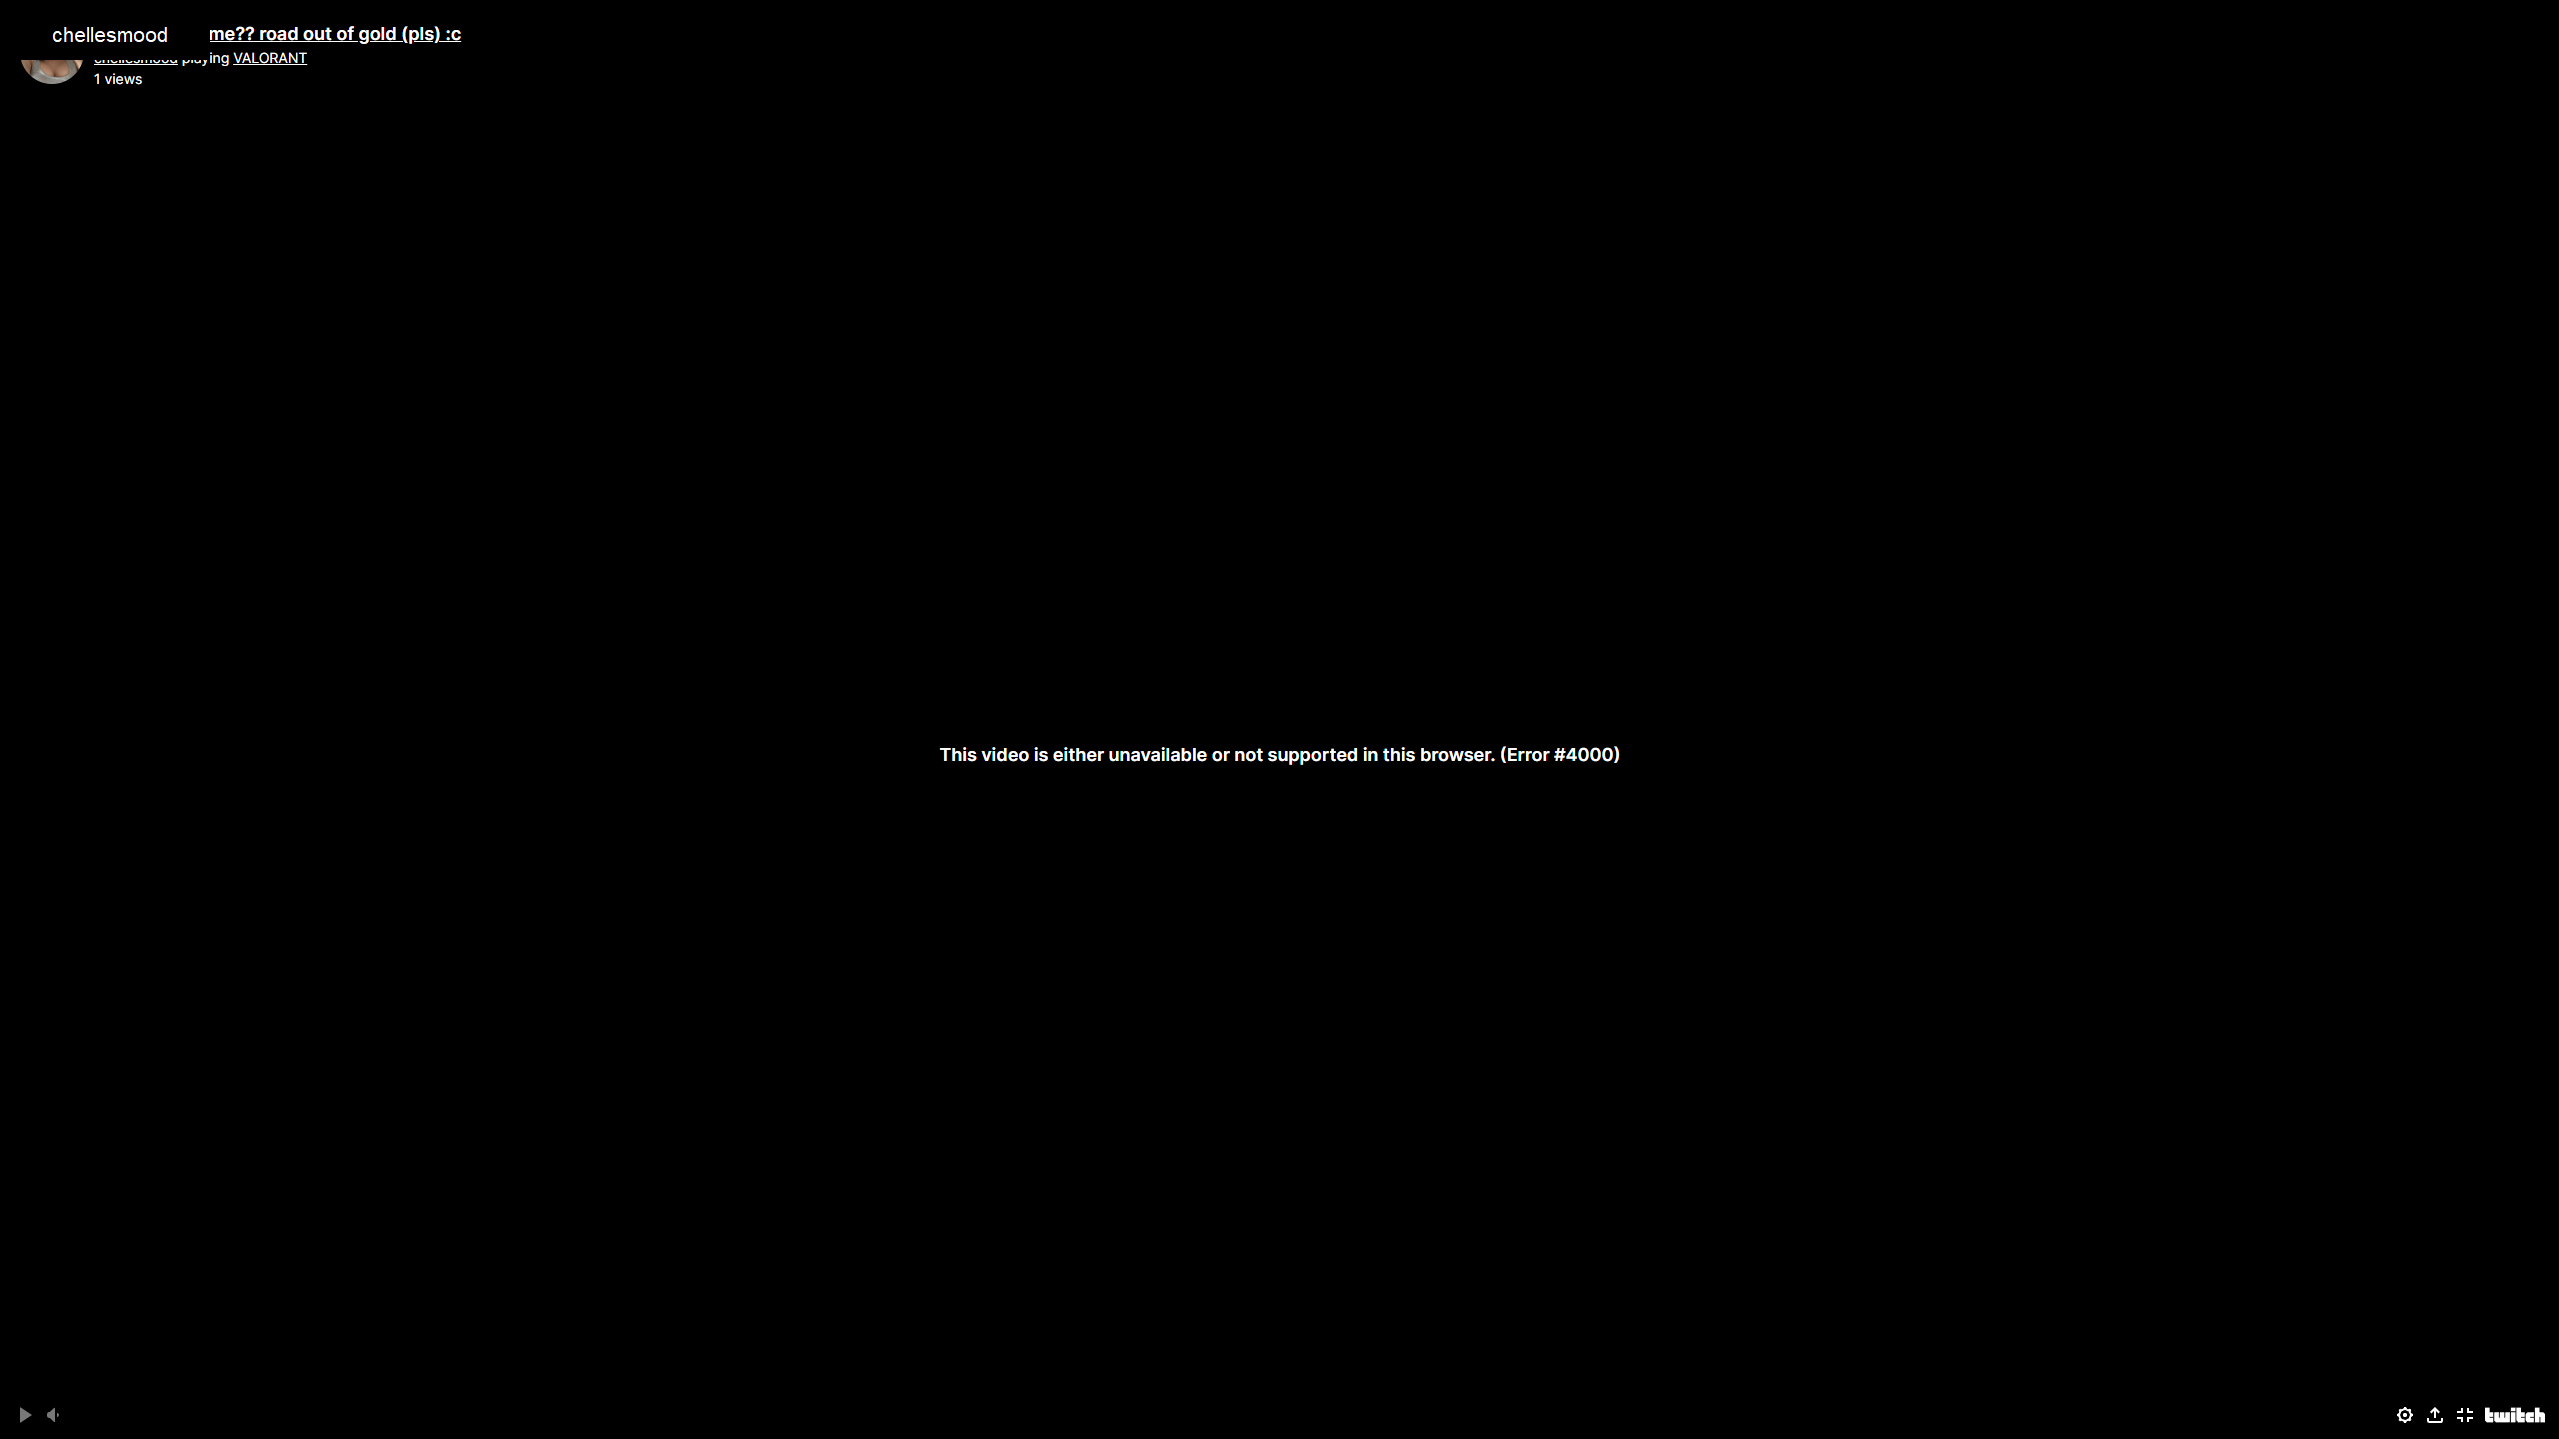 chellesmood
me?? road out of gold (pls) :c
chellesmood playing VALORANT
1 views
This video is either unavailable or not supported in this browser. (Error #4000)
twitch